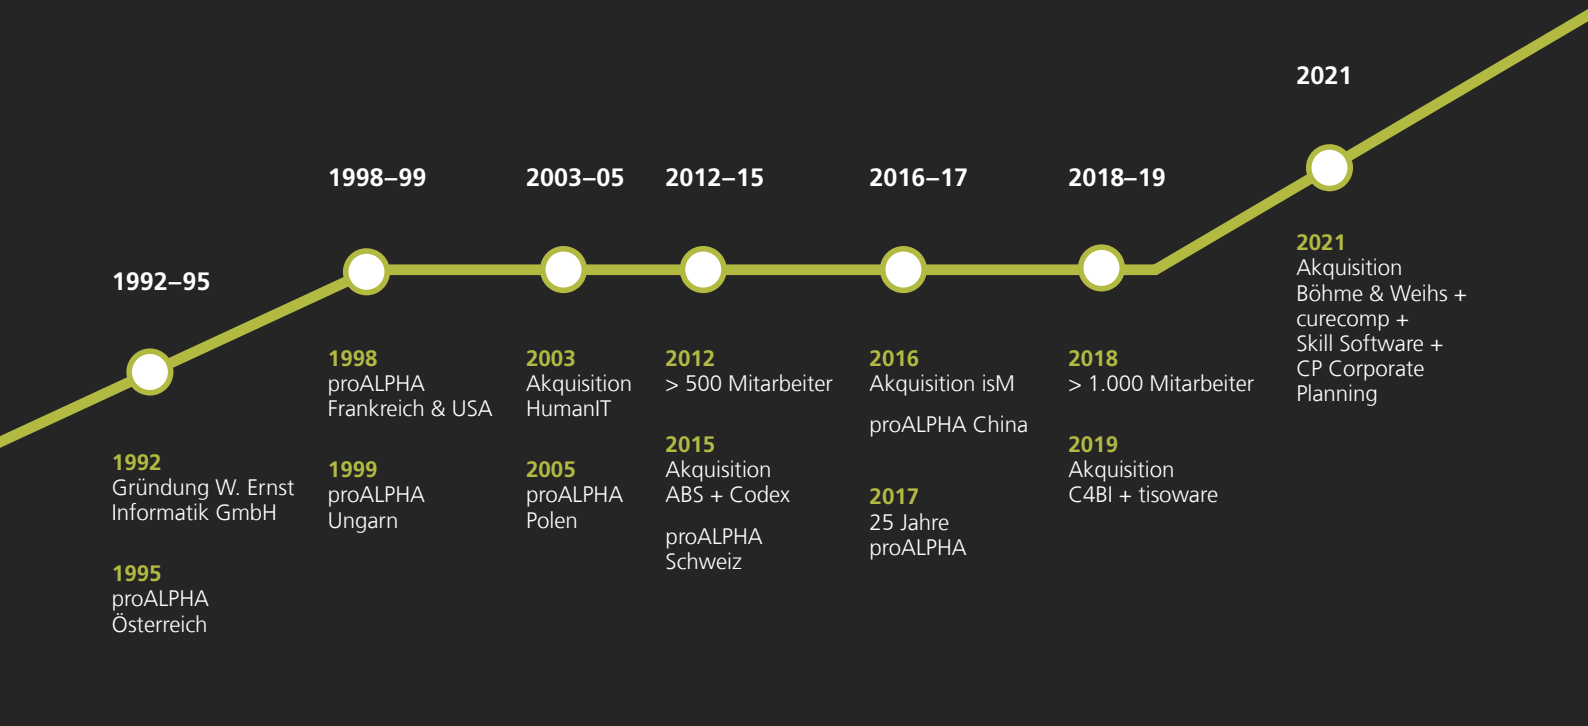 1992–95
1992
Gründung W. Ernst
Informatik GmbH
1995
proALPHA
Österreich
1998–99
1998
proALPHA
Frankreich & USA
1999
proALPHA
Ungarn
2003–05
2003
Akquisition
HumanIT
2005
proALPHA
Polen
2012–15
2012
> 500 Mitarbeiter
2015
Akquisition
ABS + Codex
proALPHA
Schweiz
2016–17
2016
Akquisition isM
proALPHA China
2017
25 Jahre
proALPHA
2018–19
2018
> 1.000 Mitarbeiter
2019
Akquisition
C4BI + tisoware
2021
2021
Akquisition
Böhme & Weihs +
curecomp +
Skill Software +
CP Corporate
Planning